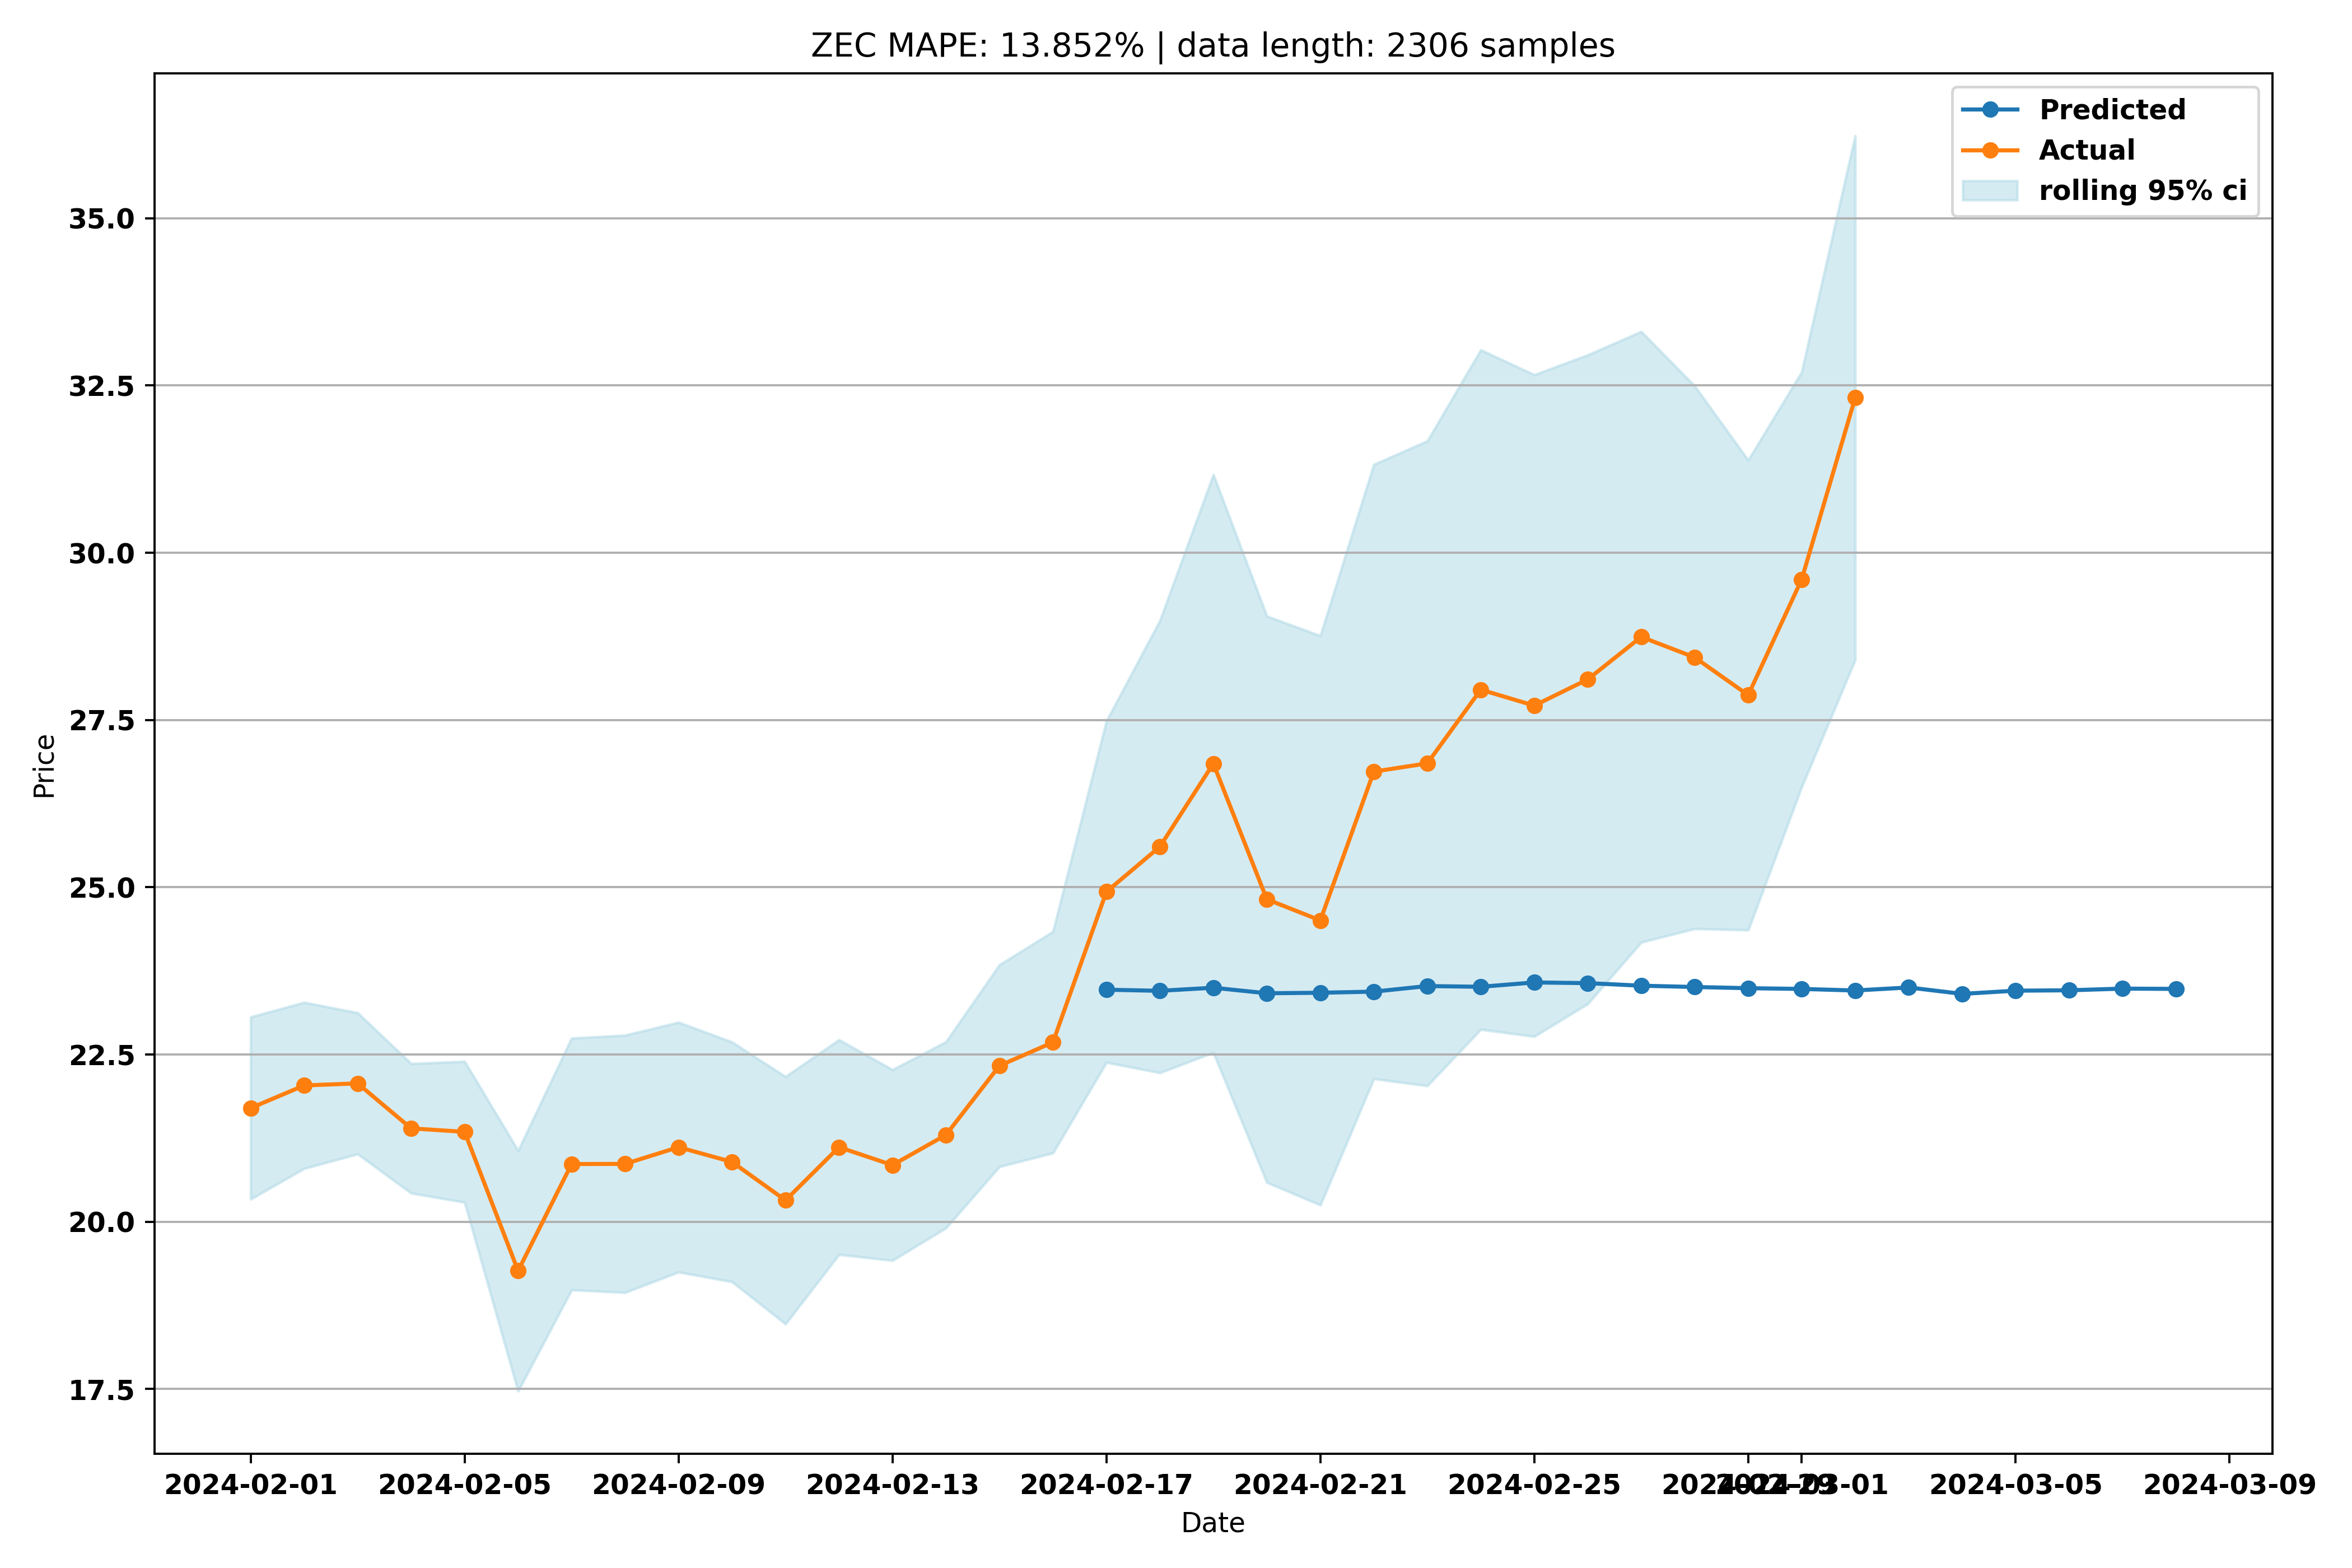 ZEC MAPE: 13.852% | data length: 2306 samples
Predicted
Actual
rolling 95% ci
35.0
32.5
30.0
27.5
25.0
22.5
20.0
17.5
Price
2024-02-01 2024-02-05 2024-02-09 2024-02-13 2024-02-17 2024-02-21 2024-02-25 2024-02-29 2024-03-01 2024-03-05 2024-03-09
Date